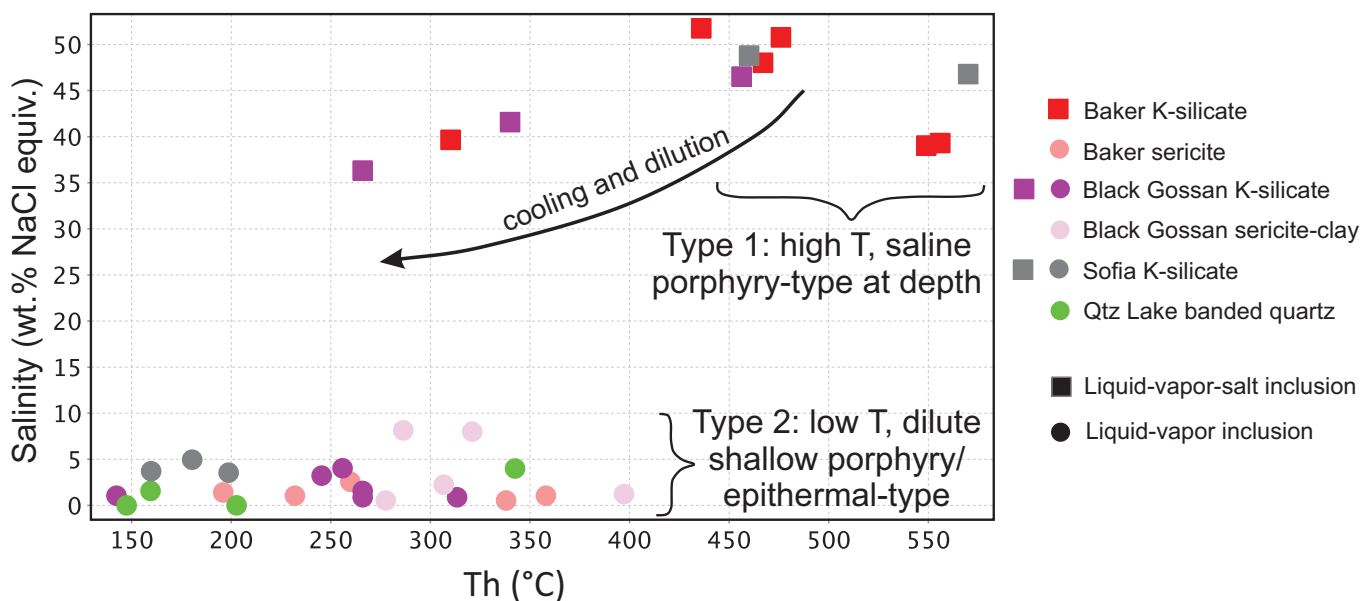 Salinity (wt.% NaCl equiv.)
50
45
40
35
30
25
20
15
10
5
0
150
200
250
300
350
400
450
500
550
Th (°C)
cooling and dilution
Type 1: high T, saline
porphyry-type at depth
Type 2: low T, dilute
shallow porphyry/
epithermal-type
Baker K-silicate
Baker sericite
Black Gossan K-silicate
Black Gossan sericite-clay
Sofia K-silicate
Qtz Lake banded quartz
Liquid-vapor-salt inclusion
Liquid-vapor inclusion